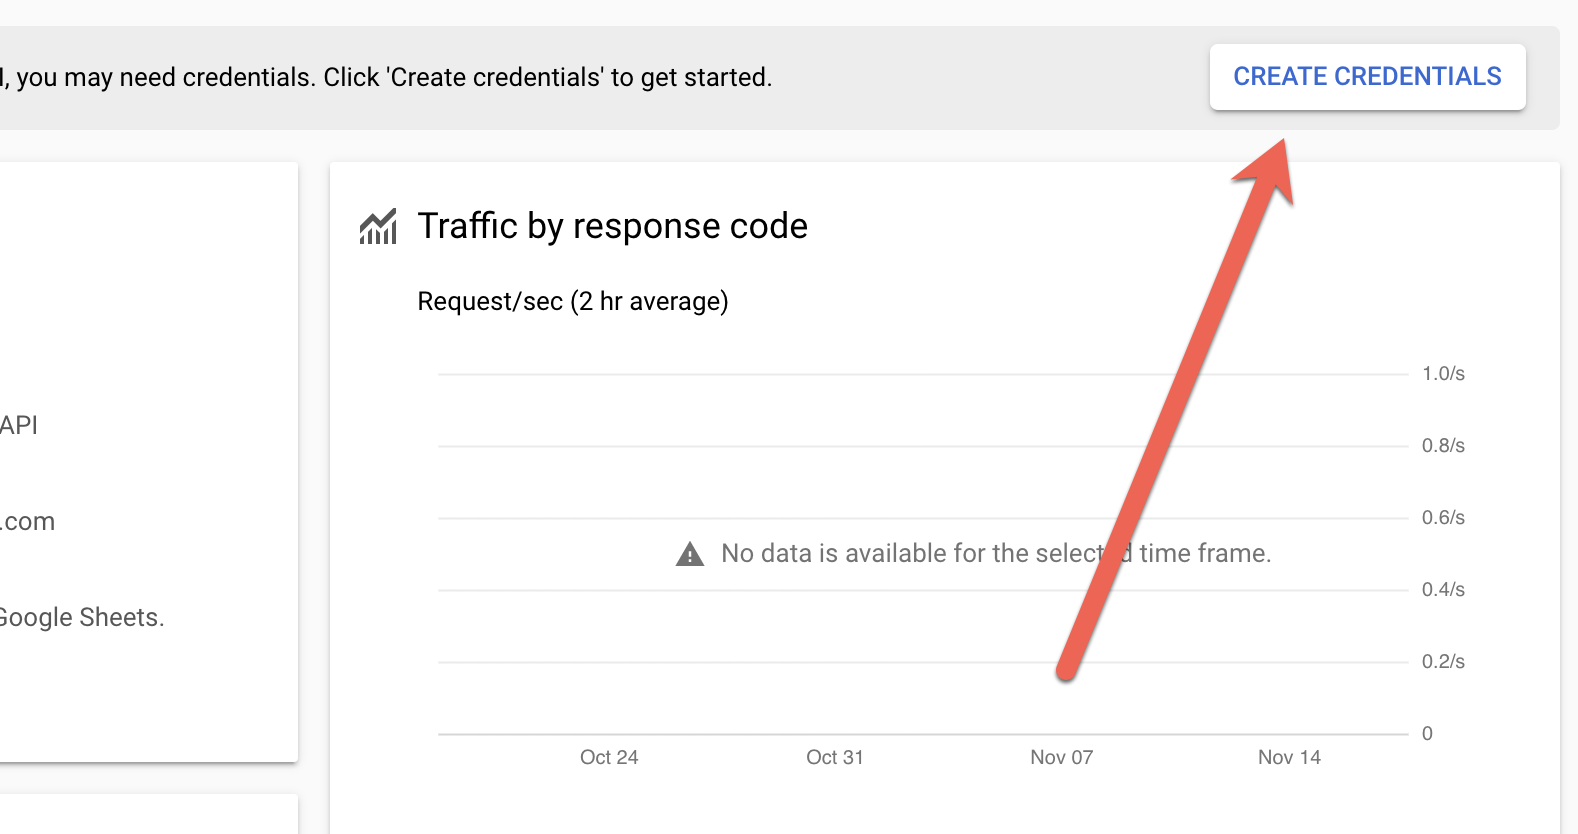 , you may need credentials. Click 'Create credentials' to get started.
CREATE CREDENTIALS
API
.com
Google Sheets.
Traffic by response code
Request/sec (2 hr average)
1.0/s
0.8/s
0.6/s
No data is available for the selected time frame.
0.4/s
0.2/s
0
Oct 24
Oct 31
Nov 07
Nov 14